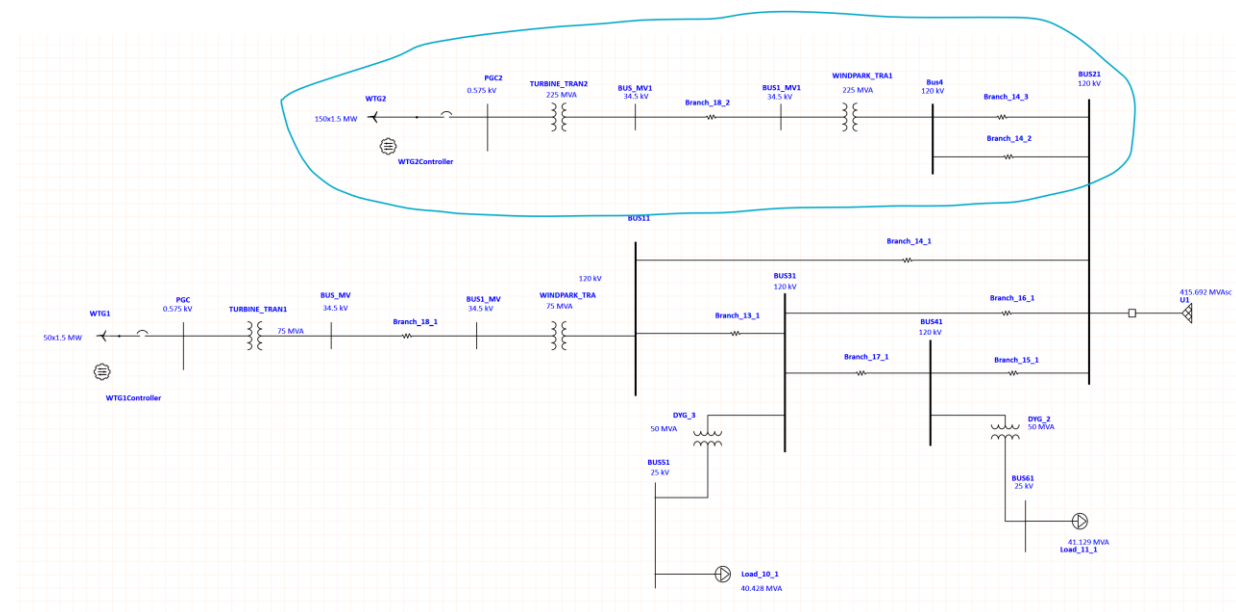 BUS21
120 kV
WINDPARK_TRA1
225 MVA
Bus4
120 kV
PGC2
0.575 kV
TURBINE_TRAN2
225 MVA
BUS_MV1
34.5 kV
BUS1_MV1
34.5 kV
Branch_18_2
Branch_14_3
WTG2
150x1.5 MW
WTG2Controller
Branch_14_2
BUS11
120 kV
Branch_14_1
BUS31
120 kV
415.692 MVAsc
U1
PGC
0.575 kV
TURBINE_TRAN1
75 MVA
BUS_MV
34.5 kV
BUS1_MV
34.5 kV
WINDPARK_TRA
75 MVA
Branch_16_1
WTG1
50x1.5 MW
Branch_18_1
Branch_13_1
BUS41
120 kV
Branch_17_1
Branch_15_1
WTG1Controller
DYG_3
50 MVA
DYG_2
50 MVA
BUS51
25 kV
BUS61
25 kV
41.129 MVA
Load_11_1
Load_10_1
40.428 MVA